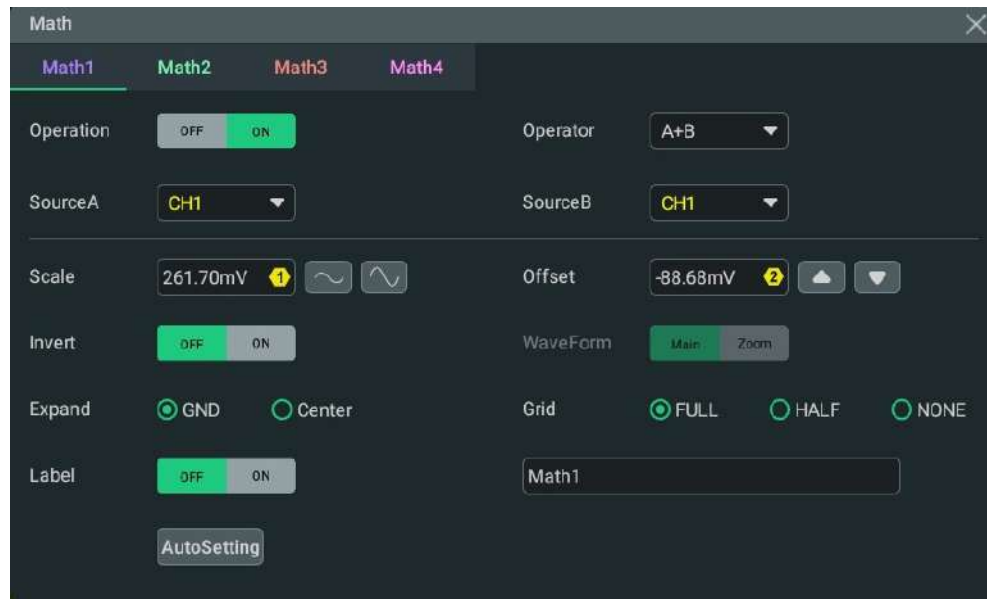 Math
Math1 Math2 Math3 Math4
Operation OFF ON Operator A+B
SourceA CH1 SourceB CH1
Scale 261.70mV 1 Offset -88.68mV 2
Invert OFF ON WaveForm Main Zoom
Expand GND Center Grid FULL HALF NONE
Label OFF ON Math1
AutoSetting